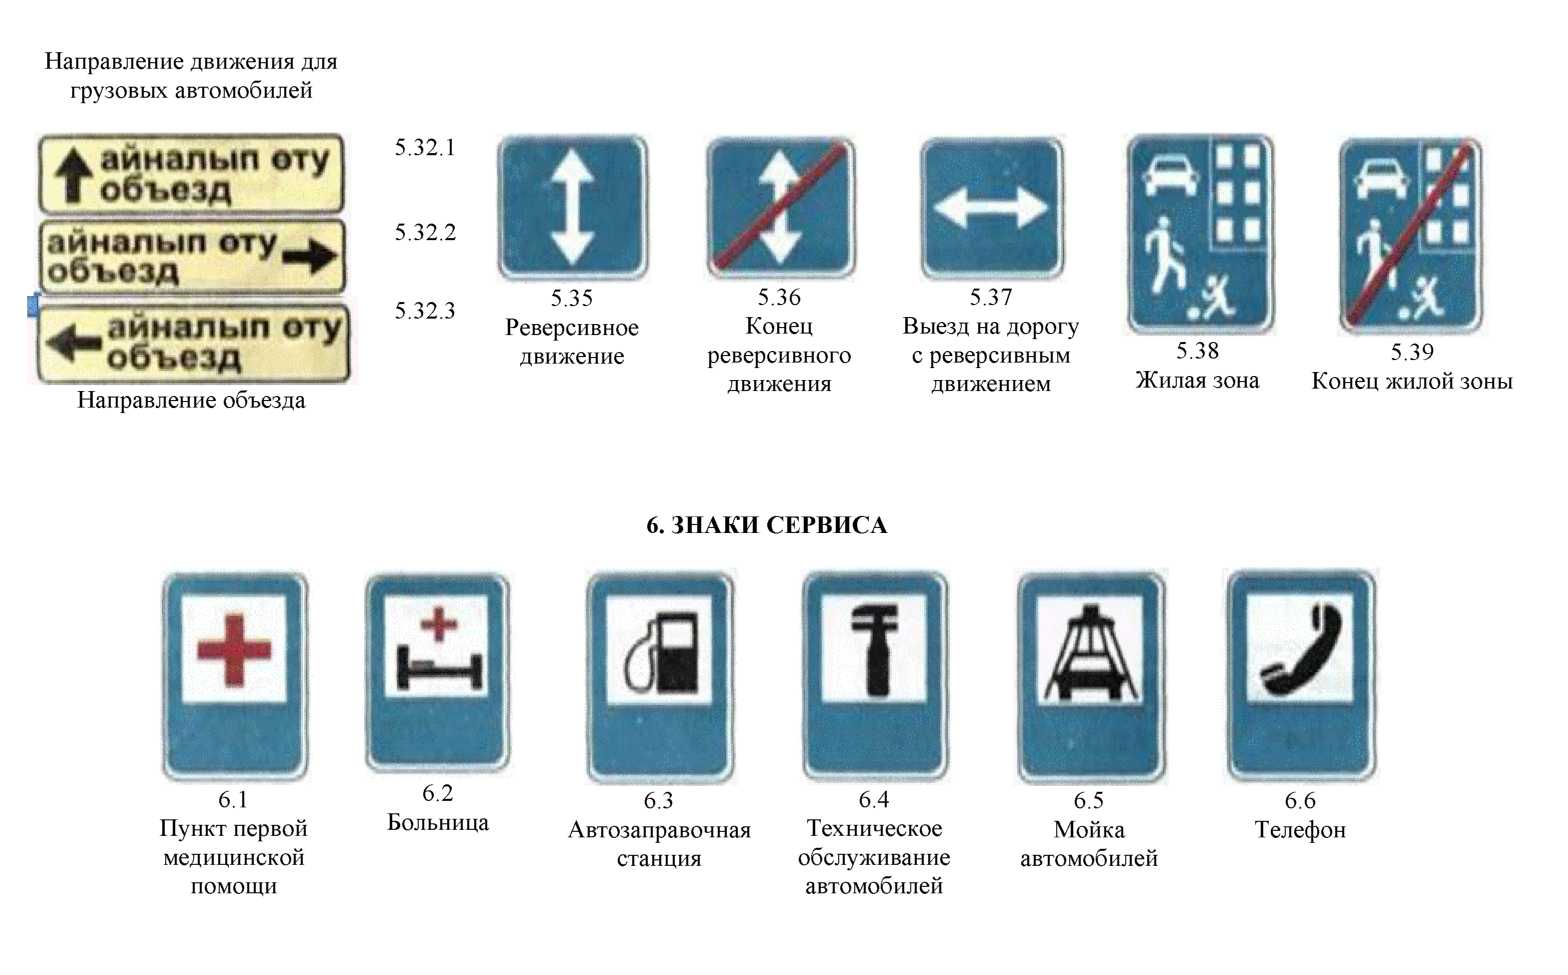 Направление движения для
грузовых автомобилей
айналып өту
объезд
5.32.1
айналып өту
объезд
5.32.2
айналып өту
объезд
5.32.3
Направление объезда
5.35
Реверсивное
движение
5.36
Конец
реверсивного
движения
5.37
Выезд на дорогу
с реверсивным
движением
5.38
Жилая зона
5.39
Конец жилой зоны
6. ЗНАКИ СЕРВИСА
6.1
Пункт первой
медицинской
помощи
6.2
Больница
6.3
Автозаправочная
станция
6.4
Техническое
обслуживание
автомобилей
6.5
Мойка
автомобилей
6.6
Телефон